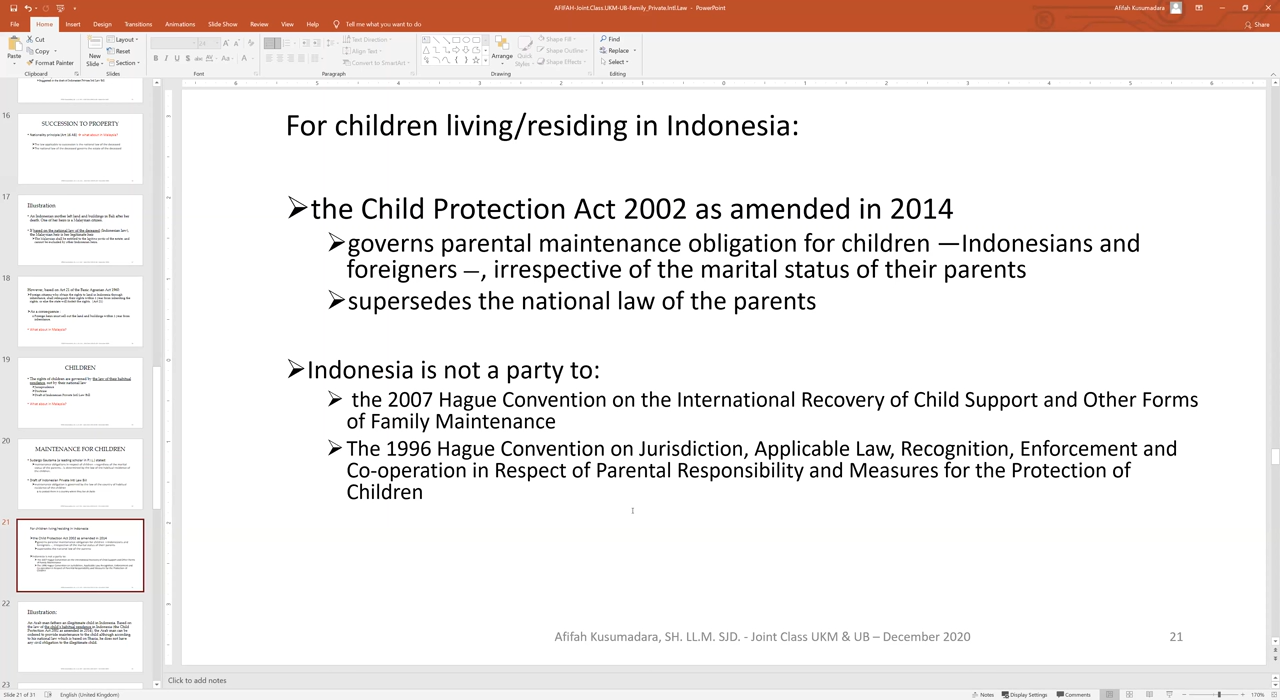 AFIFAH-Joint.Class.UKM-UB-Family_Private.Intl.Law - PowerPoint
Afifah Kusumadara
File
Home
Insert
Design
Transitions
Animations
Slide Show
Review
View
Help
Tell me what you want to do
Share
Paste
Cut
Copy
Format Painter
Clipboard
New
Slide
Layout
Reset
Section
Slides
Font
Text Direction
Align Text
Convert to SmartArt
Paragraph
Arrange
Quick
Styles
Shape Fill
Shape Outline
Shape Effects
Drawing
Find
Replace
Select
Editing
16
SUCCESSION TO PROPERTY
17
Illustration
18
19
CHILDREN
20
MAINTENANCE FOR CHILDREN
21
22
Illustration:
23
For children living/residing in Indonesia:
the Child Protection Act 2002 as amended in 2014
governs parental maintenance obligation for children —Indonesians and
foreigners –, irrespective of the marital status of their parents
supersedes the national law of the parents
Indonesia is not a party to:
the 2007 Hague Convention on the International Recovery of Child Support and Other Forms
of Family Maintenance
The 1996 Hague Convention on Jurisdiction, Applicable Law, Recognition, Enforcement and
Co-operation in Respect of Parental Responsibility and Measures for the Protection of
Children
Afifah Kusumadara, SH. LL.M. SJD. - Joint Class UKM & UB – December 2020
21
Click to add notes
Slide 21 of 31
English (United Kingdom)
Notes
Display Settings
Comments
170%